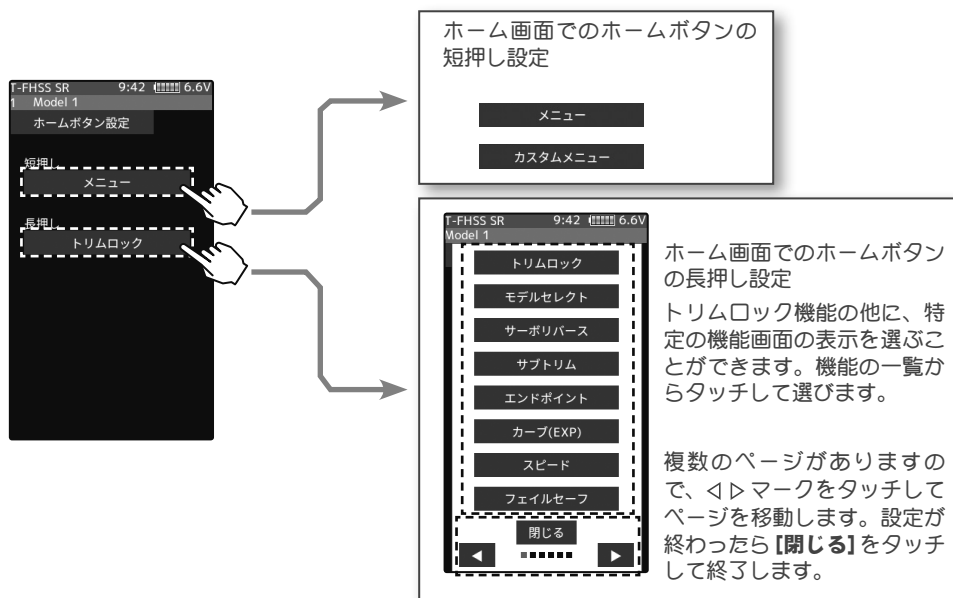 T-FHSS SR 9:42 6.6V
1 Model 1
ホームボタン設定
短押し
メニュー
長押し
トリムロック
ホーム画面でのホームボタンの
短押し設定
メニュー
カスタムメニュー
T-FHSS SR 9:42 6.6V
Model 1
トリムロック
モデルセレクト
サーボリバース
サブトリム
エンドポイント
カーブ(EXP)
スピード
フェイルセーフ
閉じる
◀ ▶
ホーム画面でのホームボタン
の長押し設定
トリムロック機能の他に、特
定の機能画面の表示を選ぶこ
とができます。機能の一覧か
らタッチして選びます。
複数のページがありますの
で、◁ ▷ マークをタッチして
ページを移動します。設定が
終わったら [閉じる] をタッチ
して終了します。